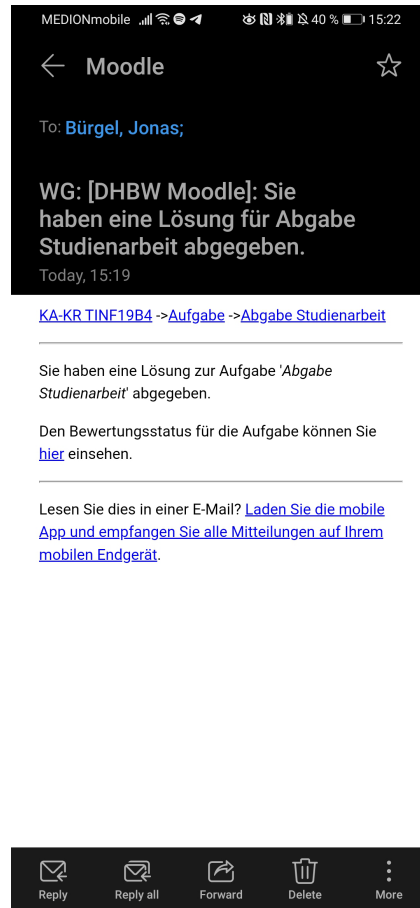 MEDIONmobile 40 % 15:22
Moodle
To: Bürgel, Jonas;
WG: [DHBW Moodle]: Sie
haben eine Lösung für Abgabe
Studienarbeit abgegeben.
Today, 15:19
KA-KR TINF19B4 ->Aufgabe ->Abgabe Studienarbeit
Sie haben eine Lösung zur Aufgabe 'Abgabe
Studienarbeit' abgegeben.
Den Bewertungsstatus für die Aufgabe können Sie
hier einsehen.
Lesen Sie dies in einer E-Mail? Laden Sie die mobile
App und empfangen Sie alle Mitteilungen auf Ihrem
mobilen Endgerät.
Reply Reply all Forward Delete More